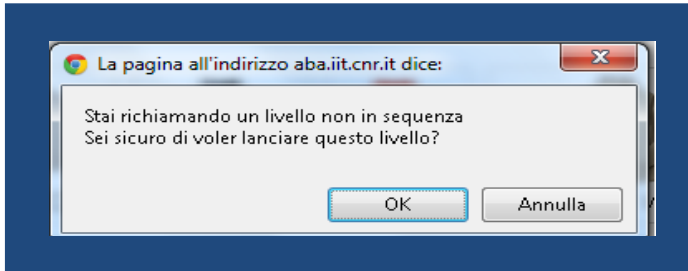 La pagina all'indirizzo aba.iit.cnr.it dice:
Stai richiamando un livello non in sequenza
Sei sicuro di voler lanciare questo livello?
OK Annulla